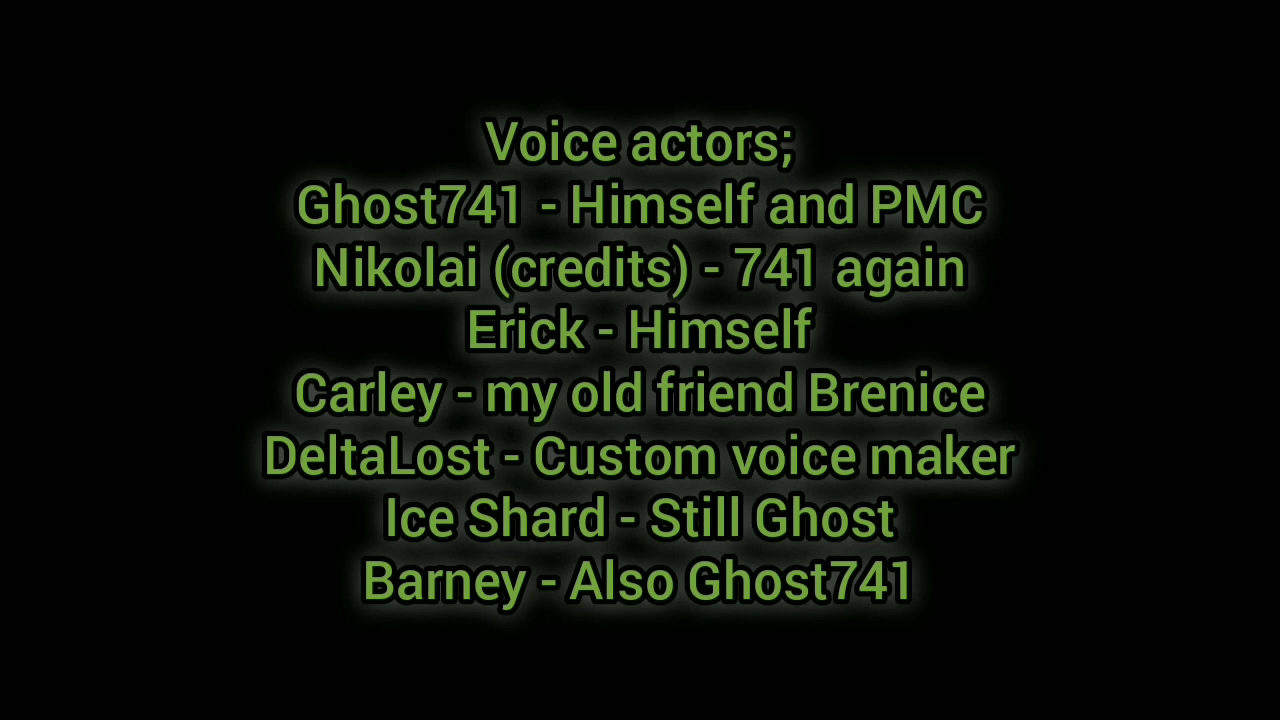 Voice actors;
Ghost741 - Himself and PMC
Nikolai (credits) - 741 again
Erick - Himself
Carley - my old friend Brenice
DeltaLost - Custom voice maker
Ice Shard - Still Ghost
Barney - Also Ghost741